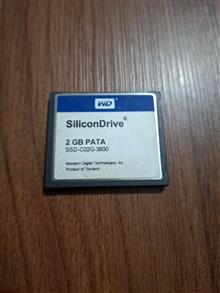 WD
SiliconDrive®
2 GB PATA
SSD-C02G-3800
Western Digital Technologies, Inc.
Product of Thailand